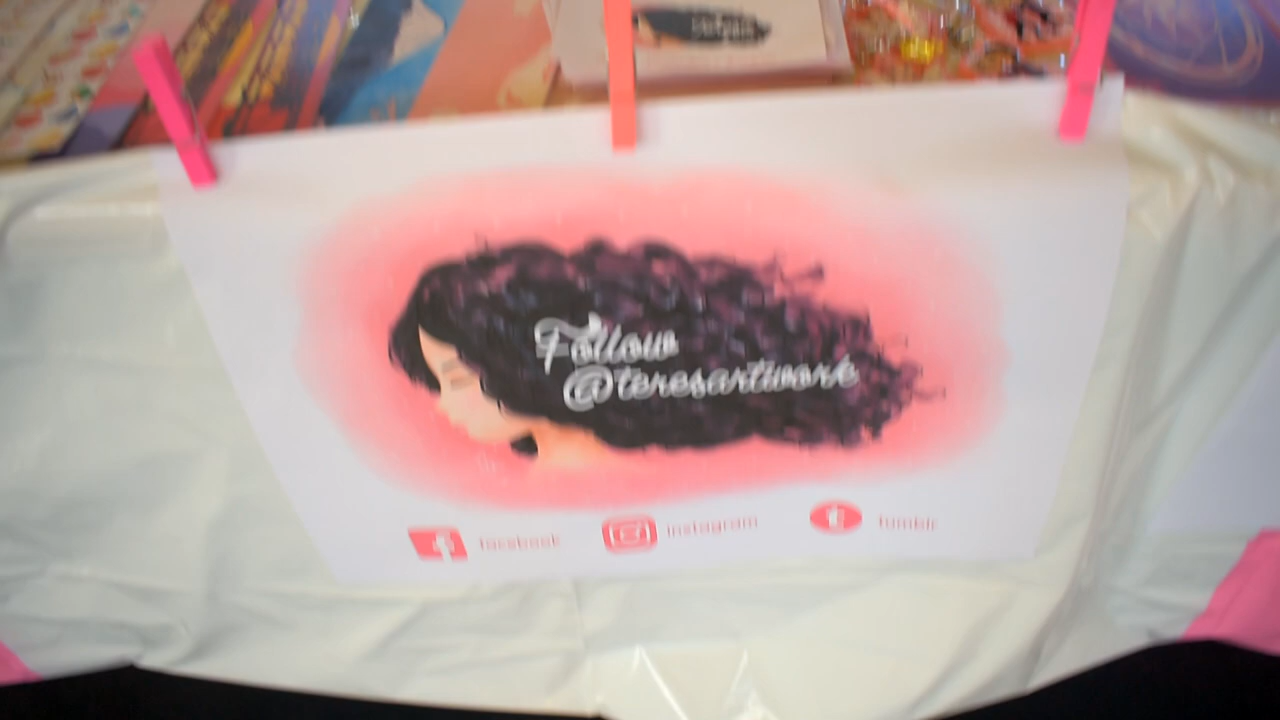 Follow
@teresartwork
facebook
instagram
tumblr